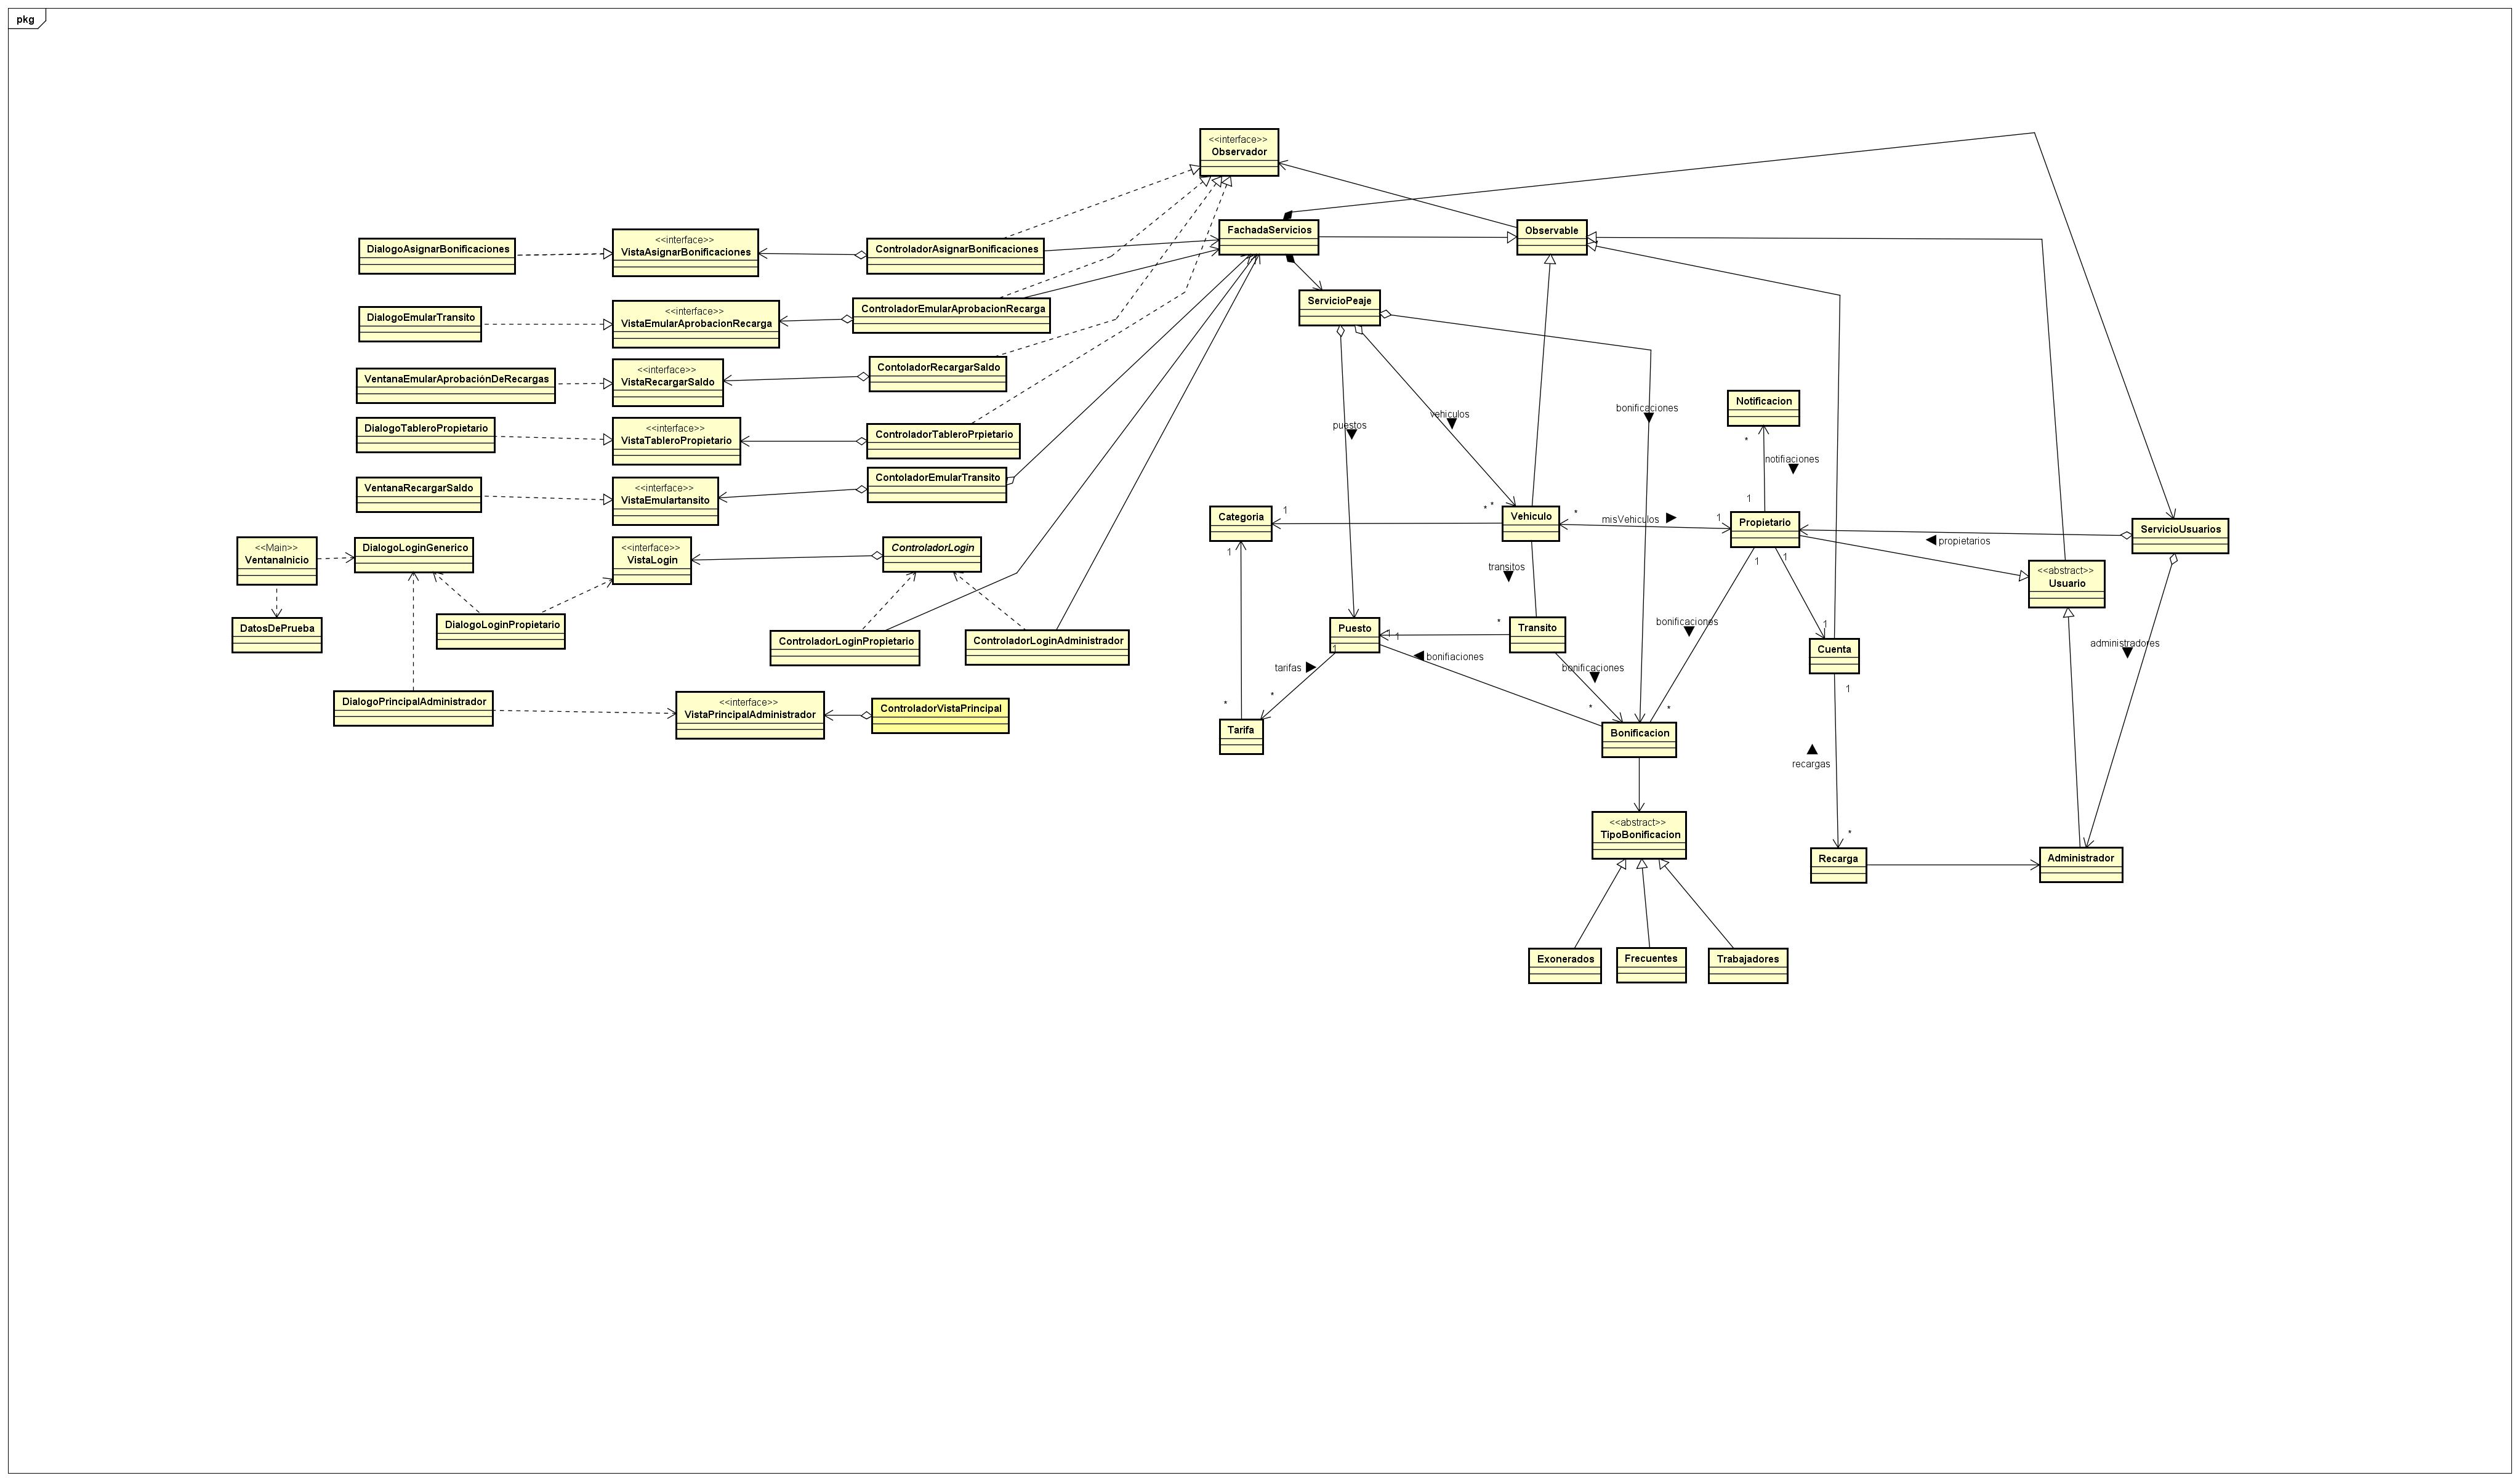 pkg
<<interface>>
Observador
FachadaServicios
Observable
DialogoAsignarBonificaciones
<<interface>>
VistaAsignarBonificaciones
ControladorAsignarBonificaciones
ServicioPeaje
DialogoEmularTransito
<<interface>>
VistaEmularAprobacionRecarga
ControladorEmularAprobacionRecarga
VentanaEmularAprobaciónDeRecargas
<<interface>>
VistaRecargarSaldo
ContoladorRecargarSaldo
Notificacion
bonificaciones
vehiculos
puestos
DialogoTableroPropietario
<<interface>>
VistaTableroPropietario
ControladorTableroPrpietario
*
notifiaciones
VentanaRecargarSaldo
<<interface>>
VistaEmulartansito
ContoladorEmularTransito
1
Categoria
1
* *
Vehiculo
*
misVehiculos
1
Propietario
ServicioUsuarios
propietarios
<<Main>>
VentanaInicio
DialogoLoginGenerico
<<interface>>
VistaLogin
ControladorLogin
1
1
1
transitos
<<abstract>>
Usuario
DatosDePrueba
DialogoLoginPropietario
ControladorLoginPropietario
ControladorLoginAdministrador
Puesto
1
1
*
Transito
bonificaciones
1
Cuenta
administradores
tarifas
*
bonifiaciones
bonificaciones
1
DialogoPrincipalAdministrador
<<interface>>
VistaPrincipalAdministrador
ControladorVistaPrincipal
*
Tarifa
*
*
Bonificacion
recargas
<<abstract>>
TipoBonificacion
*
Recarga
Administrador
Exonerados
Frecuentes
Trabajadores